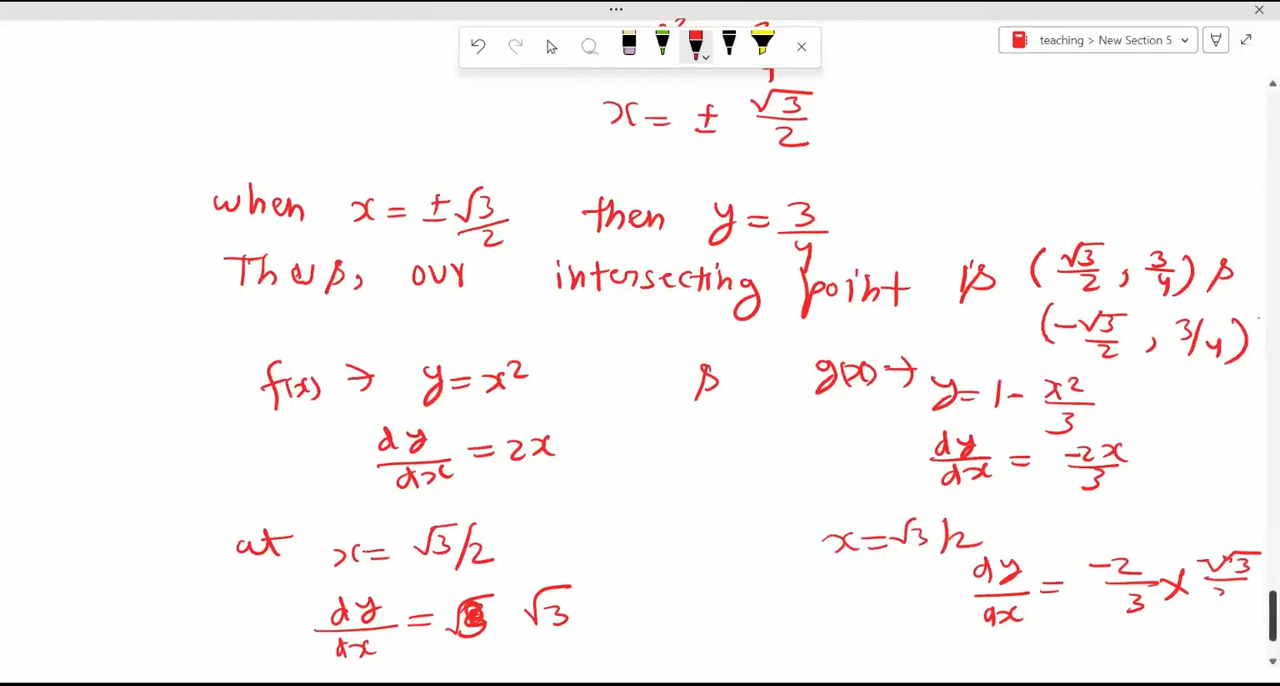 teaching > New Section 5
x = ± √3/2
when x = ± √3/2 then y = 3/4
Thus, our intersecting point is (√3/2, 3/4) &
(-√3/2, 3/4)
f(x) → y = x² & g(x) → y = 1 - x²/3
dy/dx = 2x dy/dx = -2x/3
at x = √3/2 x = √3/2
dy/dx = √3 dy/dx = -2/3 × √3